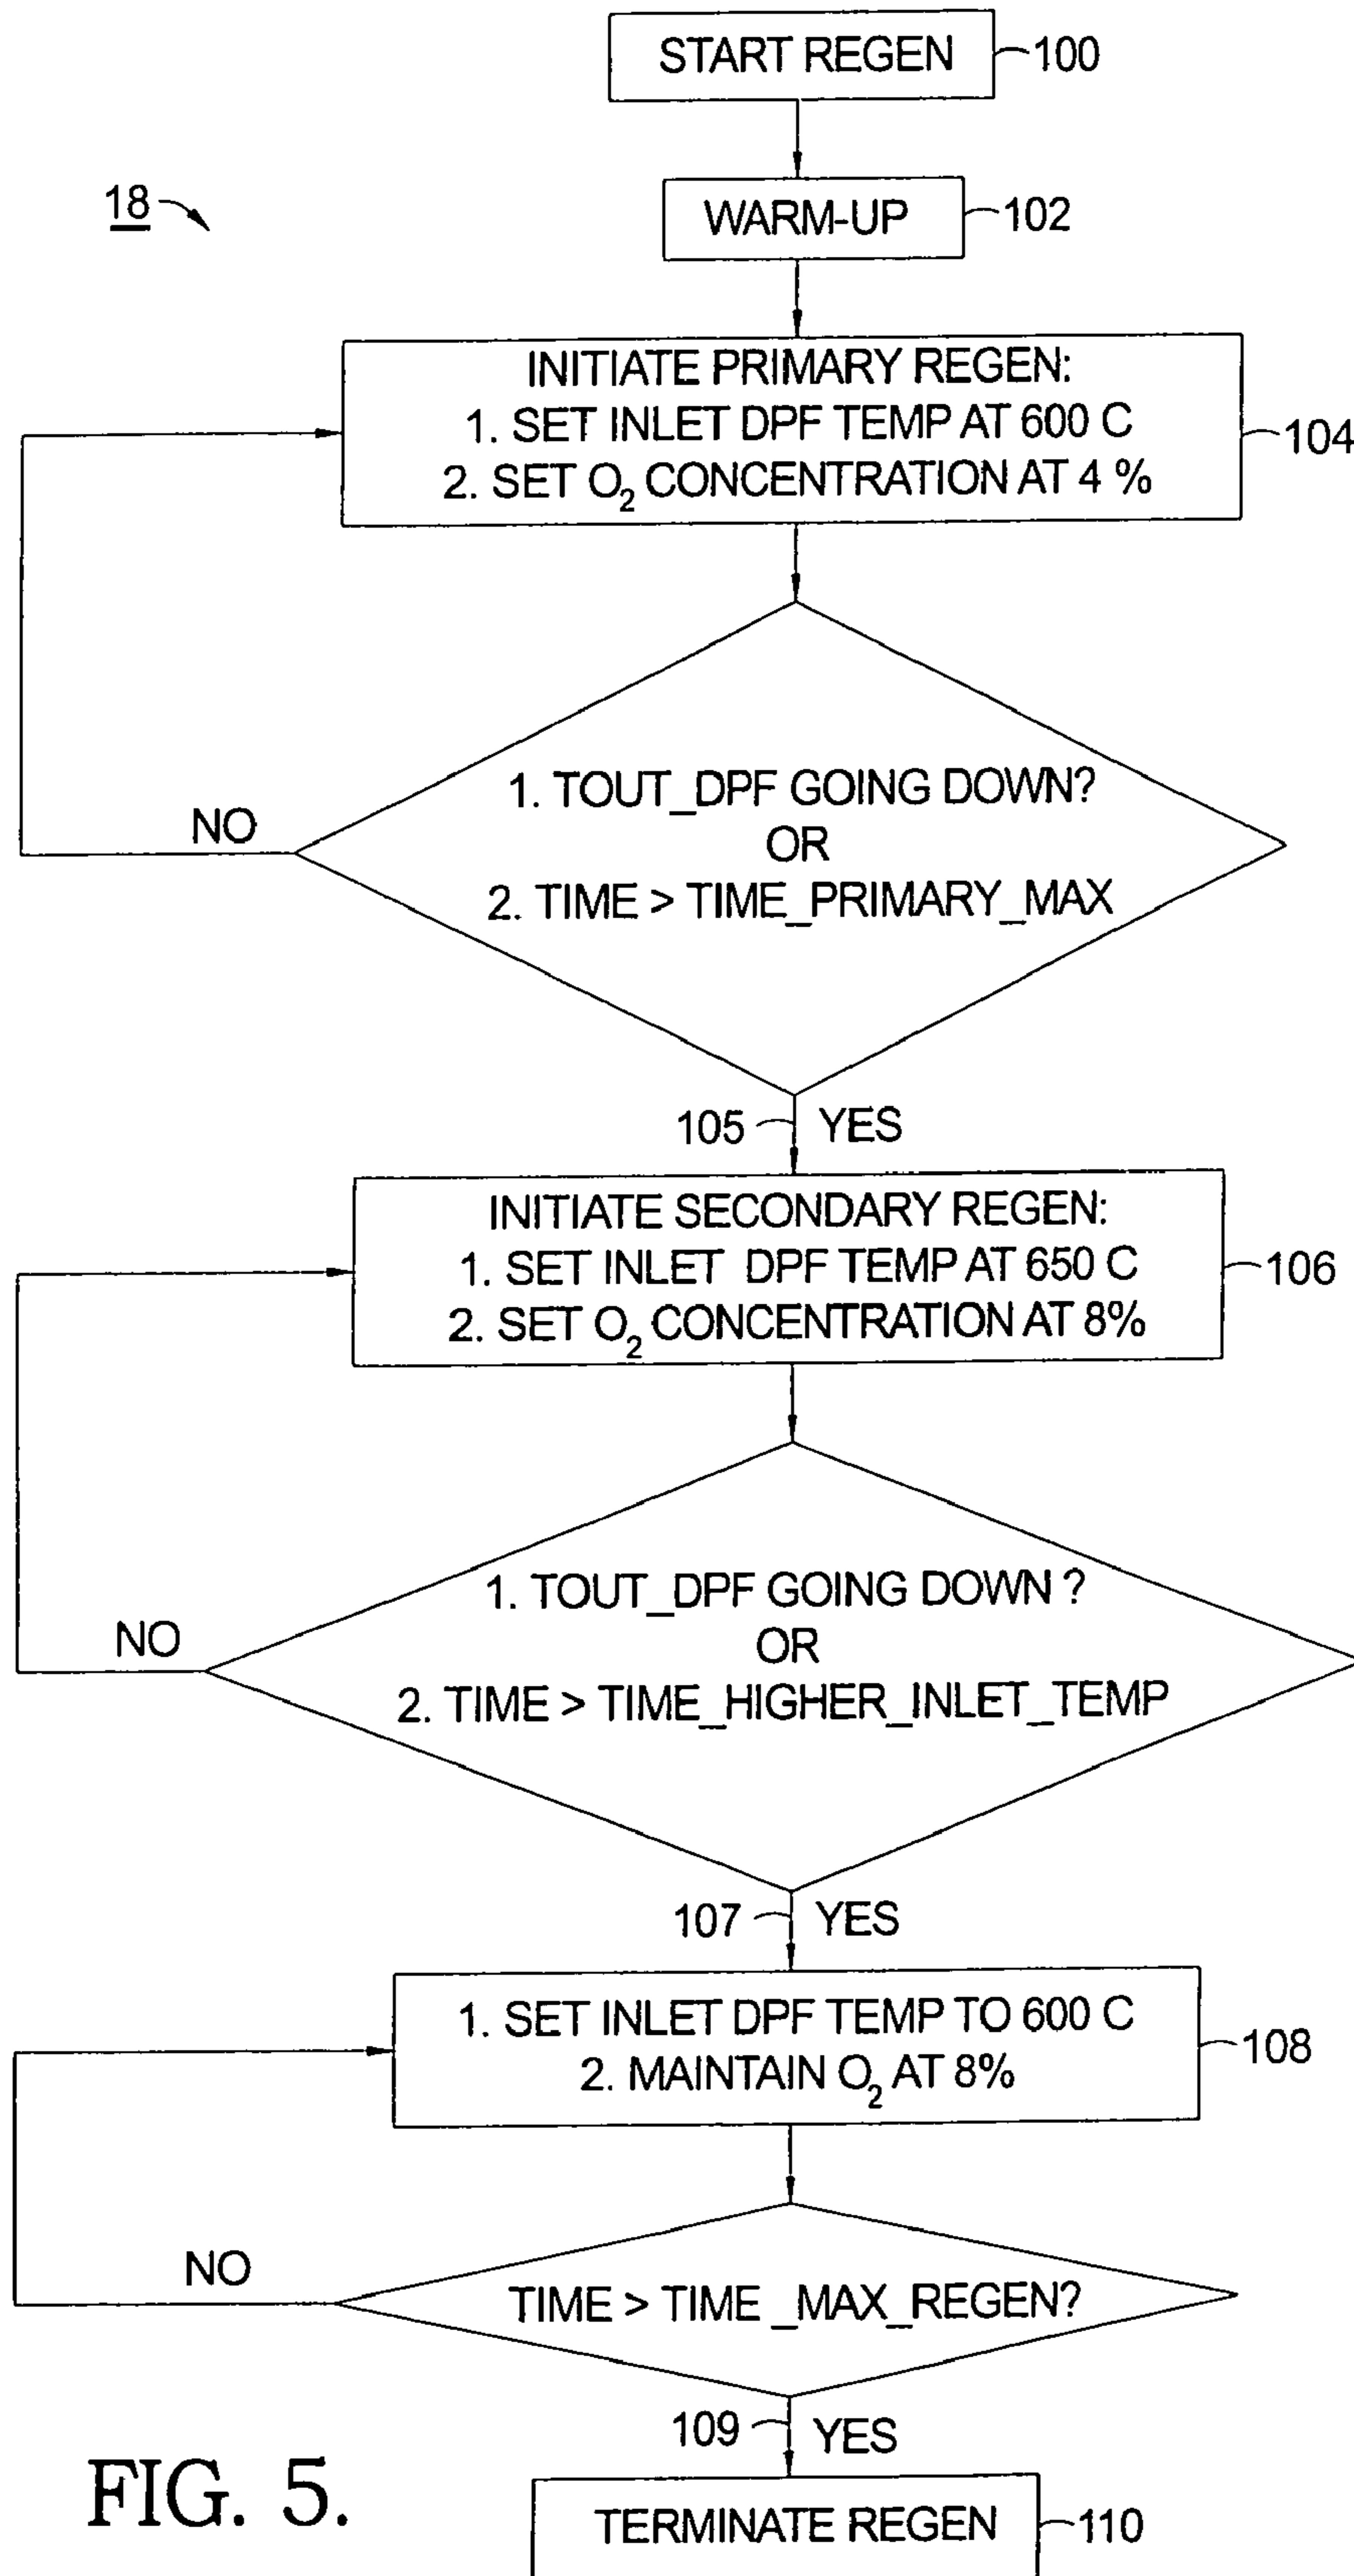 START REGEN
100
18
WARM-UP
102
INITIATE PRIMARY REGEN:
1. SET INLET DPF TEMP AT 600 C
2. SET O2 CONCENTRATION AT 4 %
104
1. TOUT_DPF GOING DOWN?
OR
2. TIME > TIME_PRIMARY_MAX
NO
105
YES
INITIATE SECONDARY REGEN:
1. SET INLET DPF TEMP AT 650 C
2. SET O2 CONCENTRATION AT 8%
106
1. TOUT_DPF GOING DOWN ?
OR
2. TIME > TIME_HIGHER_INLET_TEMP
NO
107
YES
1. SET INLET DPF TEMP TO 600 C
2. MAINTAIN O2 AT 8%
108
NO
TIME > TIME _MAX_REGEN?
109
YES
TERMINATE REGEN
110
FIG. 5.